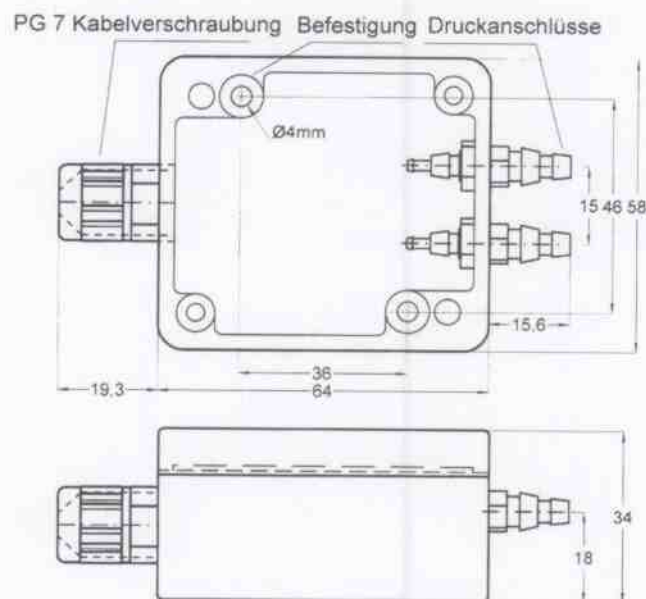 PG 7 Kabelverschraubung Befestigung Druckanschlüsse
Ø4mm
15 46 58
15,6
36
19,3 64
34
18